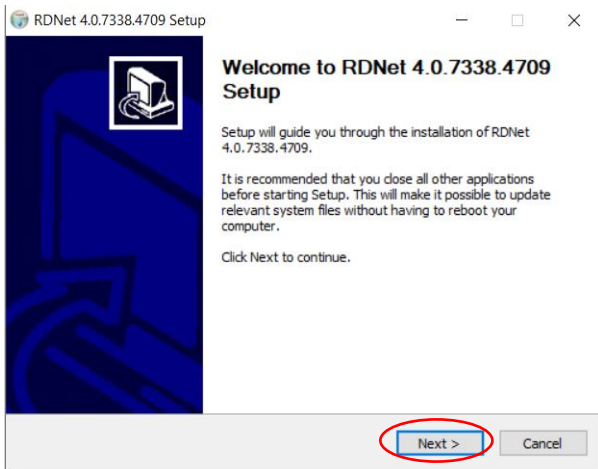 RDNet 4.0.7338.4709 Setup
Welcome to RDNet 4.0.7338.4709
Setup
Setup will guide you through the installation of RDNet
4.0.7338.4709.
It is recommended that you close all other applications
before starting Setup. This will make it possible to update
relevant system files without having to reboot your
computer.
Click Next to continue.
Next >
Cancel